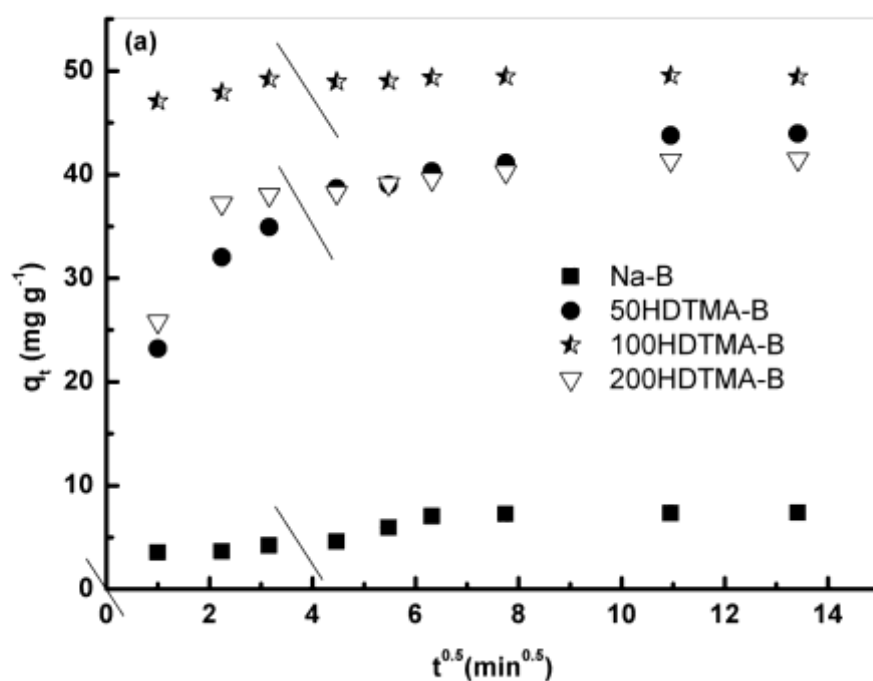 (a)
50
40
30
20
10
0
q_t (mg g^-1)
Na-B
50HDTMA-B
100HDTMA-B
200HDTMA-B
0 2 4 6 8 10 12 14
t^0.5(min^0.5)